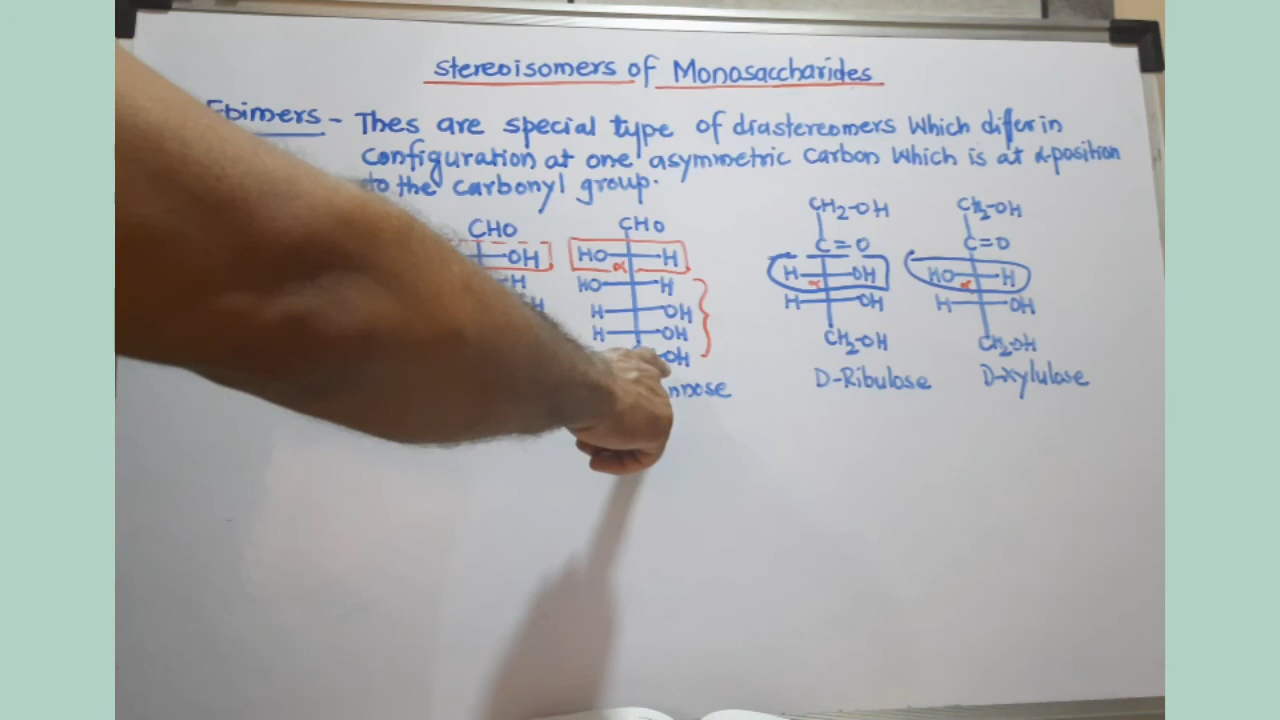 stereoisomers of Monosaccharides
Epimers - Thes are special type of diastereomers which differ in
configuration at one asymmetric carbon which is at α-position
to the carbonyl group.
CHO CHO CH2-OH CH2-OH
C=O C=O
OH HO H H OH HO H
α α α
H HO H H OH H OH
H H OH
H OH CH2-OH CH2-OH
OH
nnose D-Ribulose D-xylulase